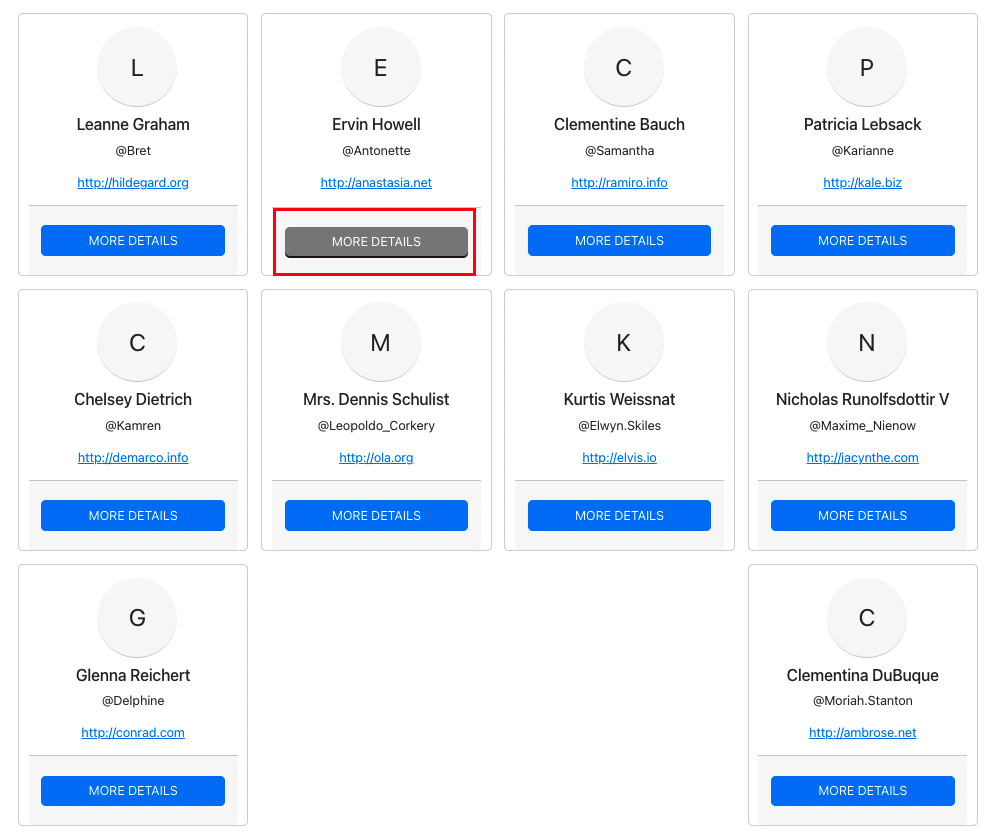 L
Leanne Graham
@Bret
http://hildegard.org
MORE DETAILS
E
Ervin Howell
@Antonette
http://anastasia.net
MORE DETAILS
C
Clementine Bauch
@Samantha
http://ramiro.info
MORE DETAILS
P
Patricia Lebsack
@Karianne
http://kale.biz
MORE DETAILS
C
Chelsey Dietrich
@Kamren
http://demarco.info
MORE DETAILS
M
Mrs. Dennis Schulist
@Leopoldo_Corkery
http://ola.org
MORE DETAILS
K
Kurtis Weissnat
@Elwyn.Skiles
http://elvis.io
MORE DETAILS
N
Nicholas Runolfsdottir V
@Maxime_Nienow
http://jacynthe.com
MORE DETAILS
G
Glenna Reichert
@Delphine
http://conrad.com
MORE DETAILS
C
Clementina DuBuque
@Moriah.Stanton
http://ambrose.net
MORE DETAILS